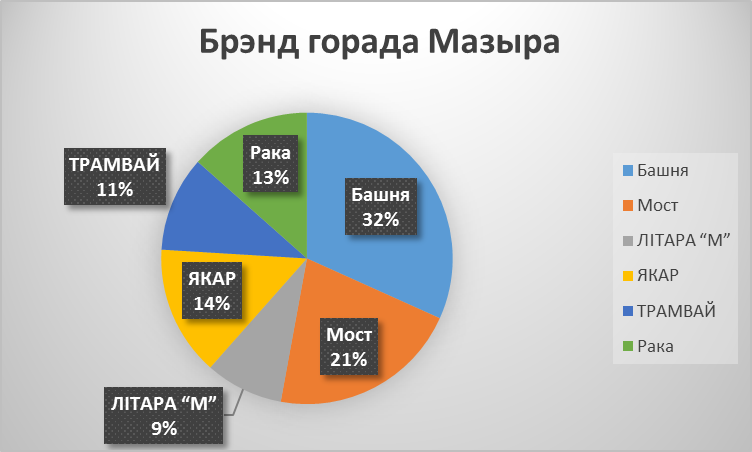 Брэнд горада Мазыра
Рака
13%
ТРАМВАЙ
11%
Башня
32%
ЯКАР
14%
Мост
21%
ЛІТАРА “М”
9%
Башня
Мост
ЛІТАРА “М”
ЯКАР
ТРАМВАЙ
Рака